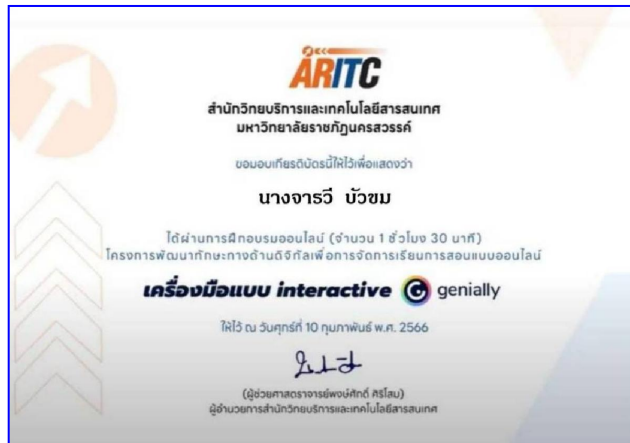 ARITC
สำนักวิทยบริการและเทคโนโลยีสารสนเทศ
มหาวิทยาลัยราชภัฏนครสวรรค์
ขอมอบเกียรติบัตรนี้ให้ไว้เพื่อแสดงว่า
นางจารวี บัวขม
ได้ผ่านการฝึกอบรมออนไลน์ (จำนวน 1 ชั่วโมง 30 นาที)
โครงการพัฒนาทักษะทางด้านดิจิทัลเพื่อการจัดการเรียนการสอนแบบออนไลน์
เครื่องมือแบบ interactive genially
ให้ไว้ ณ วันศุกร์ที่ 10 กุมภาพันธ์ พ.ศ. 2566
(ผู้ช่วยศาสตราจารย์พงษ์ศักดิ์ ศิริโสม)
ผู้อำนวยการสำนักวิทยบริการและเทคโนโลยีสารสนเทศ